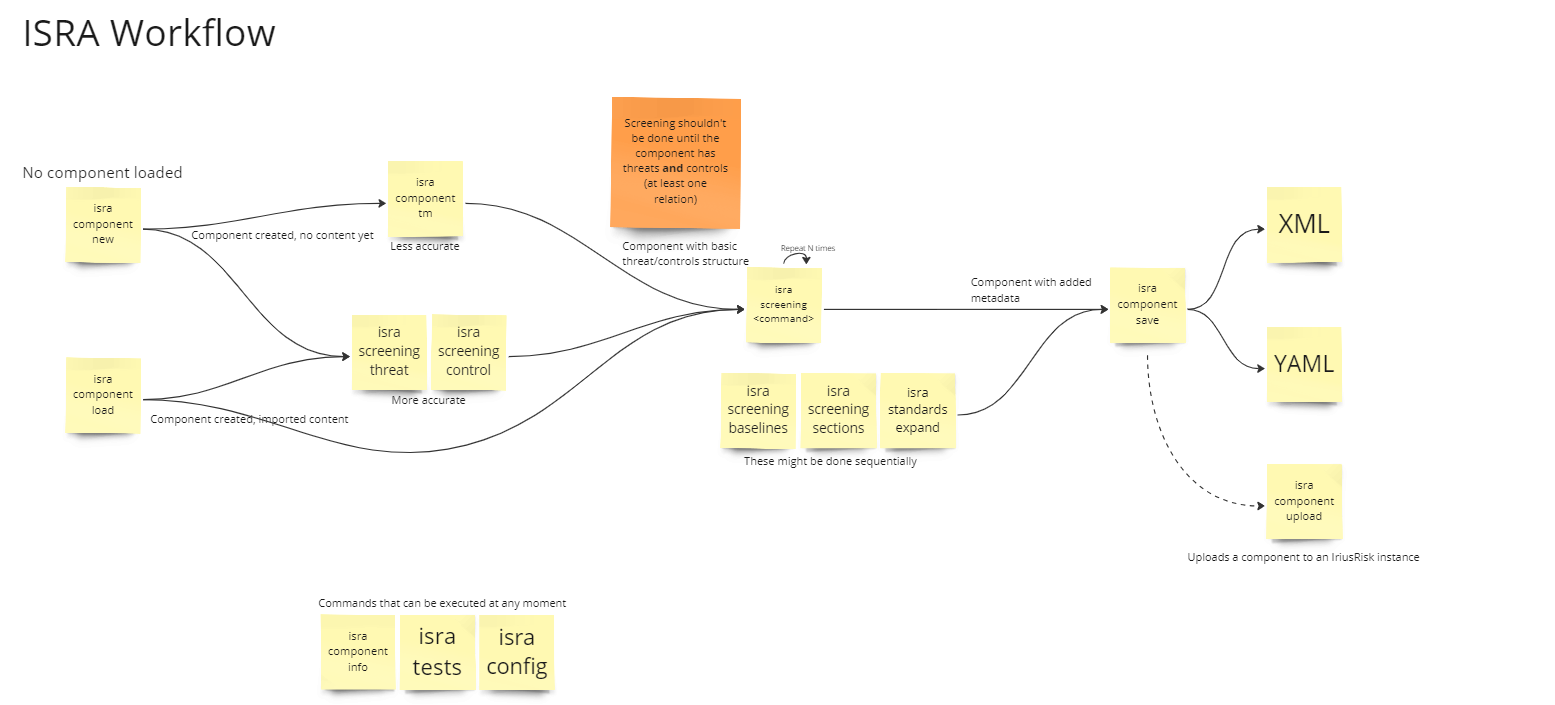 ISRA Workflow
Screening shouldn't
be done until the
component has
threats and controls
(at least one
relation)
No component loaded
isra
component
new
Component created, no content yet
isra
component
tm
Less accurate
Component with basic
threat/controls structure
Repeat N times
isra
screening
<command>
Component with added
metadata
isra
component
save
XML
YAML
isra
screening
threat
isra
screening
control
More accurate
isra
component
load
Component created, imported content
isra
screening
baselines
isra
screening
sections
isra
standards
expand
These might be done sequentially
isra
component
upload
Uploads a component to an IriusRisk instance
Commands that can be executed at any moment
isra
component
info
isra
tests
isra
config